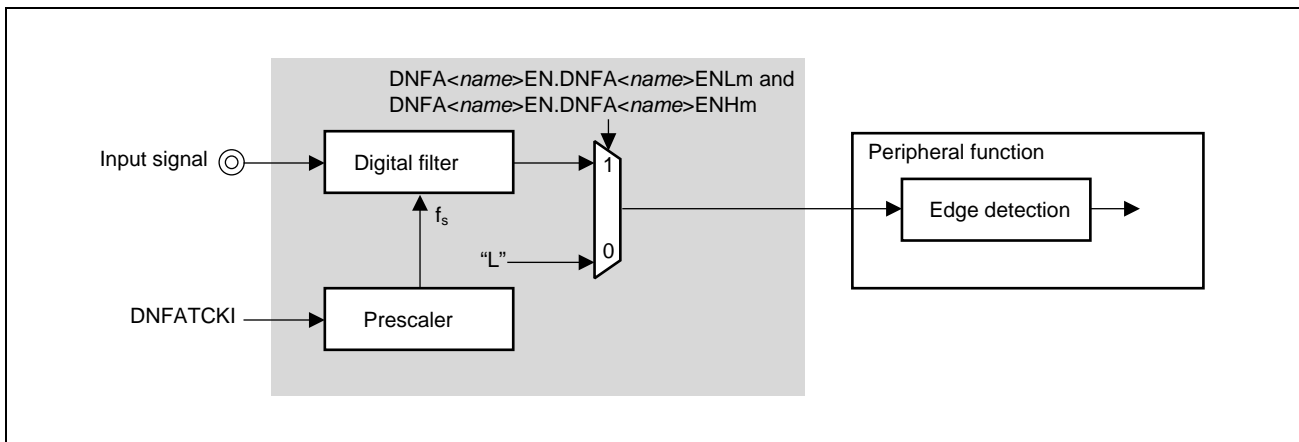 DNFA<name>EN.DNFA<name>ENLm and
DNFA<name>EN.DNFA<name>ENHm
Input signal
Digital filter
1
Peripheral function
Edge detection
fs
“L”
0
DNFATCKI
Prescaler